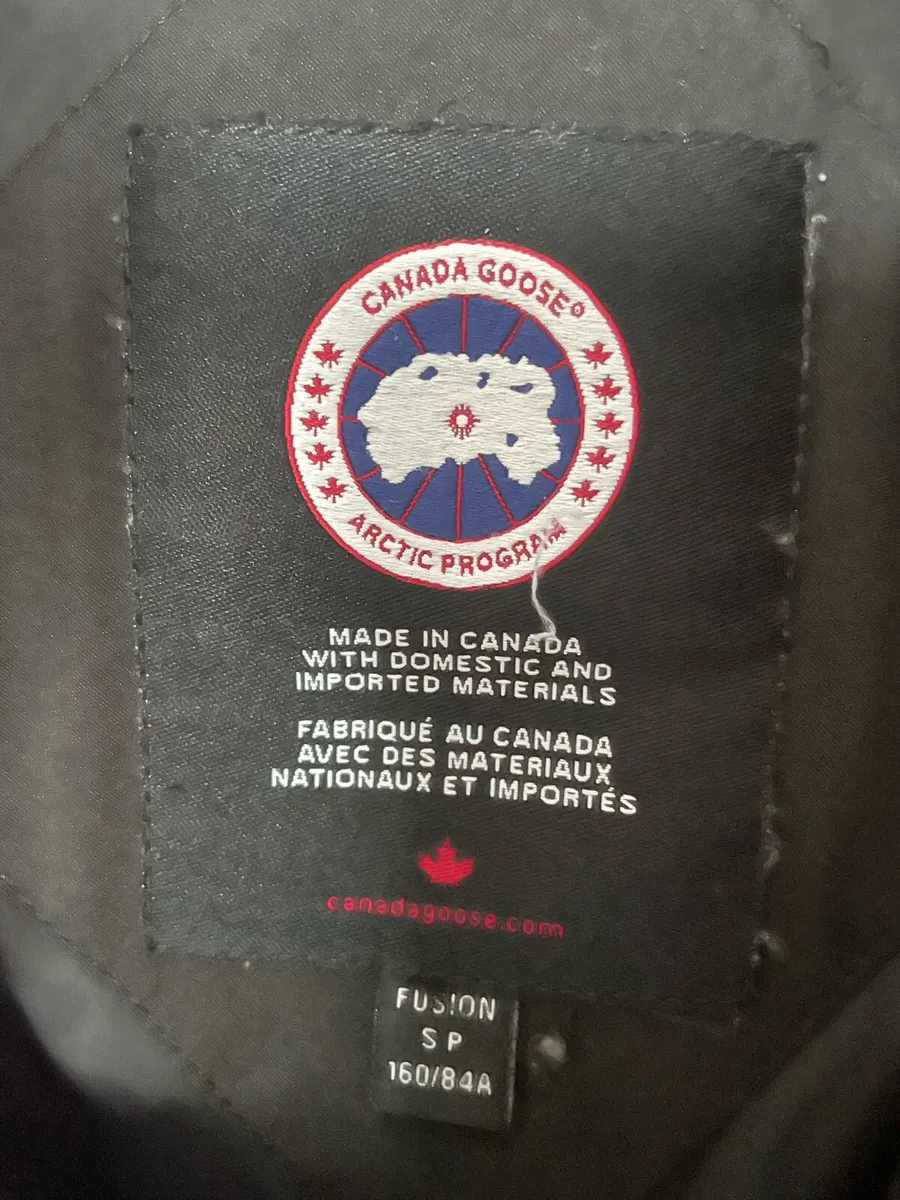 CANADA GOOSE®
ARCTIC PROGRAM
MADE IN CANADA
WITH DOMESTIC AND
IMPORTED MATERIALS
FABRIQUÉ AU CANADA
AVEC DES MATERIAUX
NATIONAUX ET IMPORTÉS
canadagoose.com
FUSION
S P
160/84A